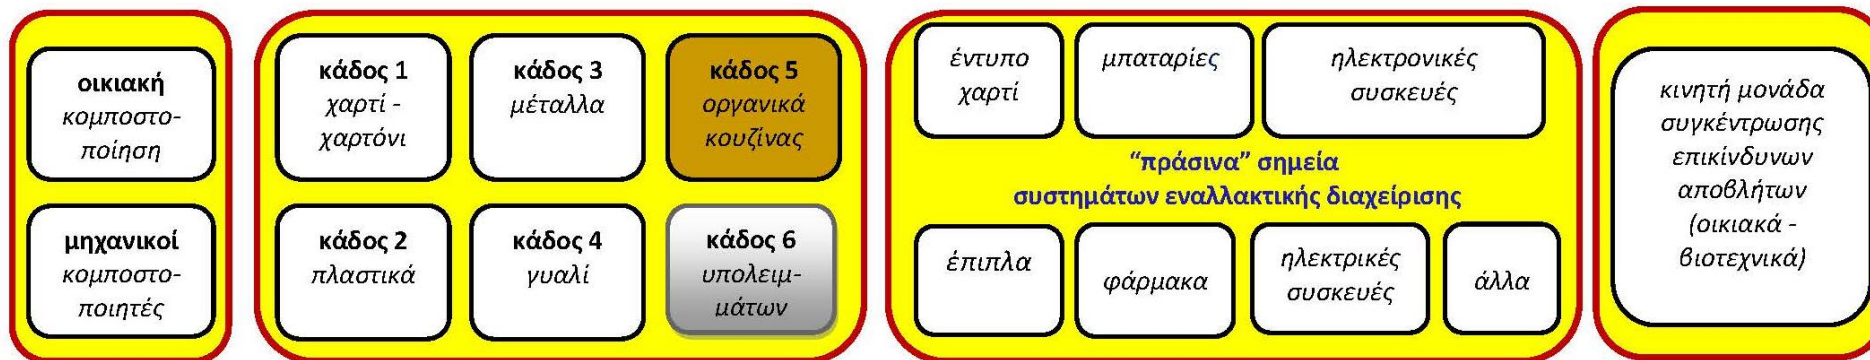 οικιακή
κομποστο-
ποίηση
μηχανικοί
κομποστο-
ποιητές
κάδος 1
χαρτί -
χαρτόνι
κάδος 3
μέταλλα
κάδος 5
οργανικά
κουζίνας
κάδος 2
πλαστικά
κάδος 4
γυαλί
κάδος 6
υπολειμ-
μάτων
έντυπο
χαρτί
μπαταρίες
ηλεκτρονικές
συσκευές
“πράσινα” σημεία
συστημάτων εναλλακτικής διαχείρισης
έπιπλα
φάρμακα
ηλεκτρικές
συσκευές
άλλα
κινητή μονάδα
συγκέντρωσης
επικίνδυνων
αποβλήτων
(οικιακά -
βιοτεχνικά)